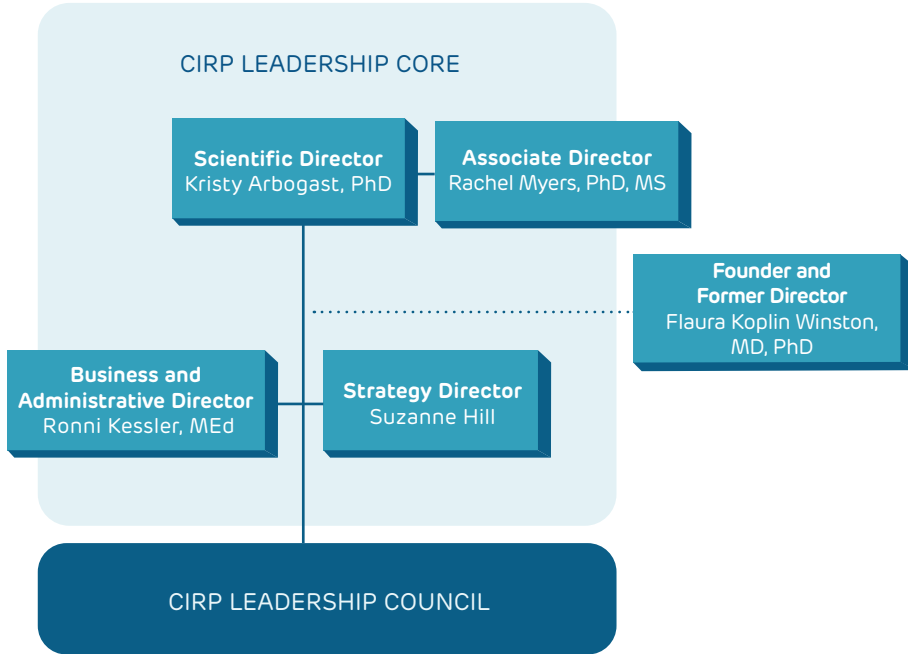 CIRP LEADERSHIP CORE
Scientific Director
Kristy Arbogast, PhD
Associate Director
Rachel Myers, PhD, MS
Founder and
Former Director
Flaura Koplin Winston,
MD, PhD
Business and
Administrative Director
Ronni Kessler, MEd
Strategy Director
Suzanne Hill
CIRP LEADERSHIP COUNCIL